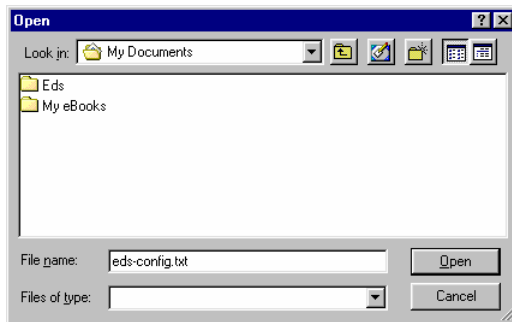 Open
Look in: My Documents
Eds
My eBooks
File name: eds-config.txt Open
Files of type: Cancel